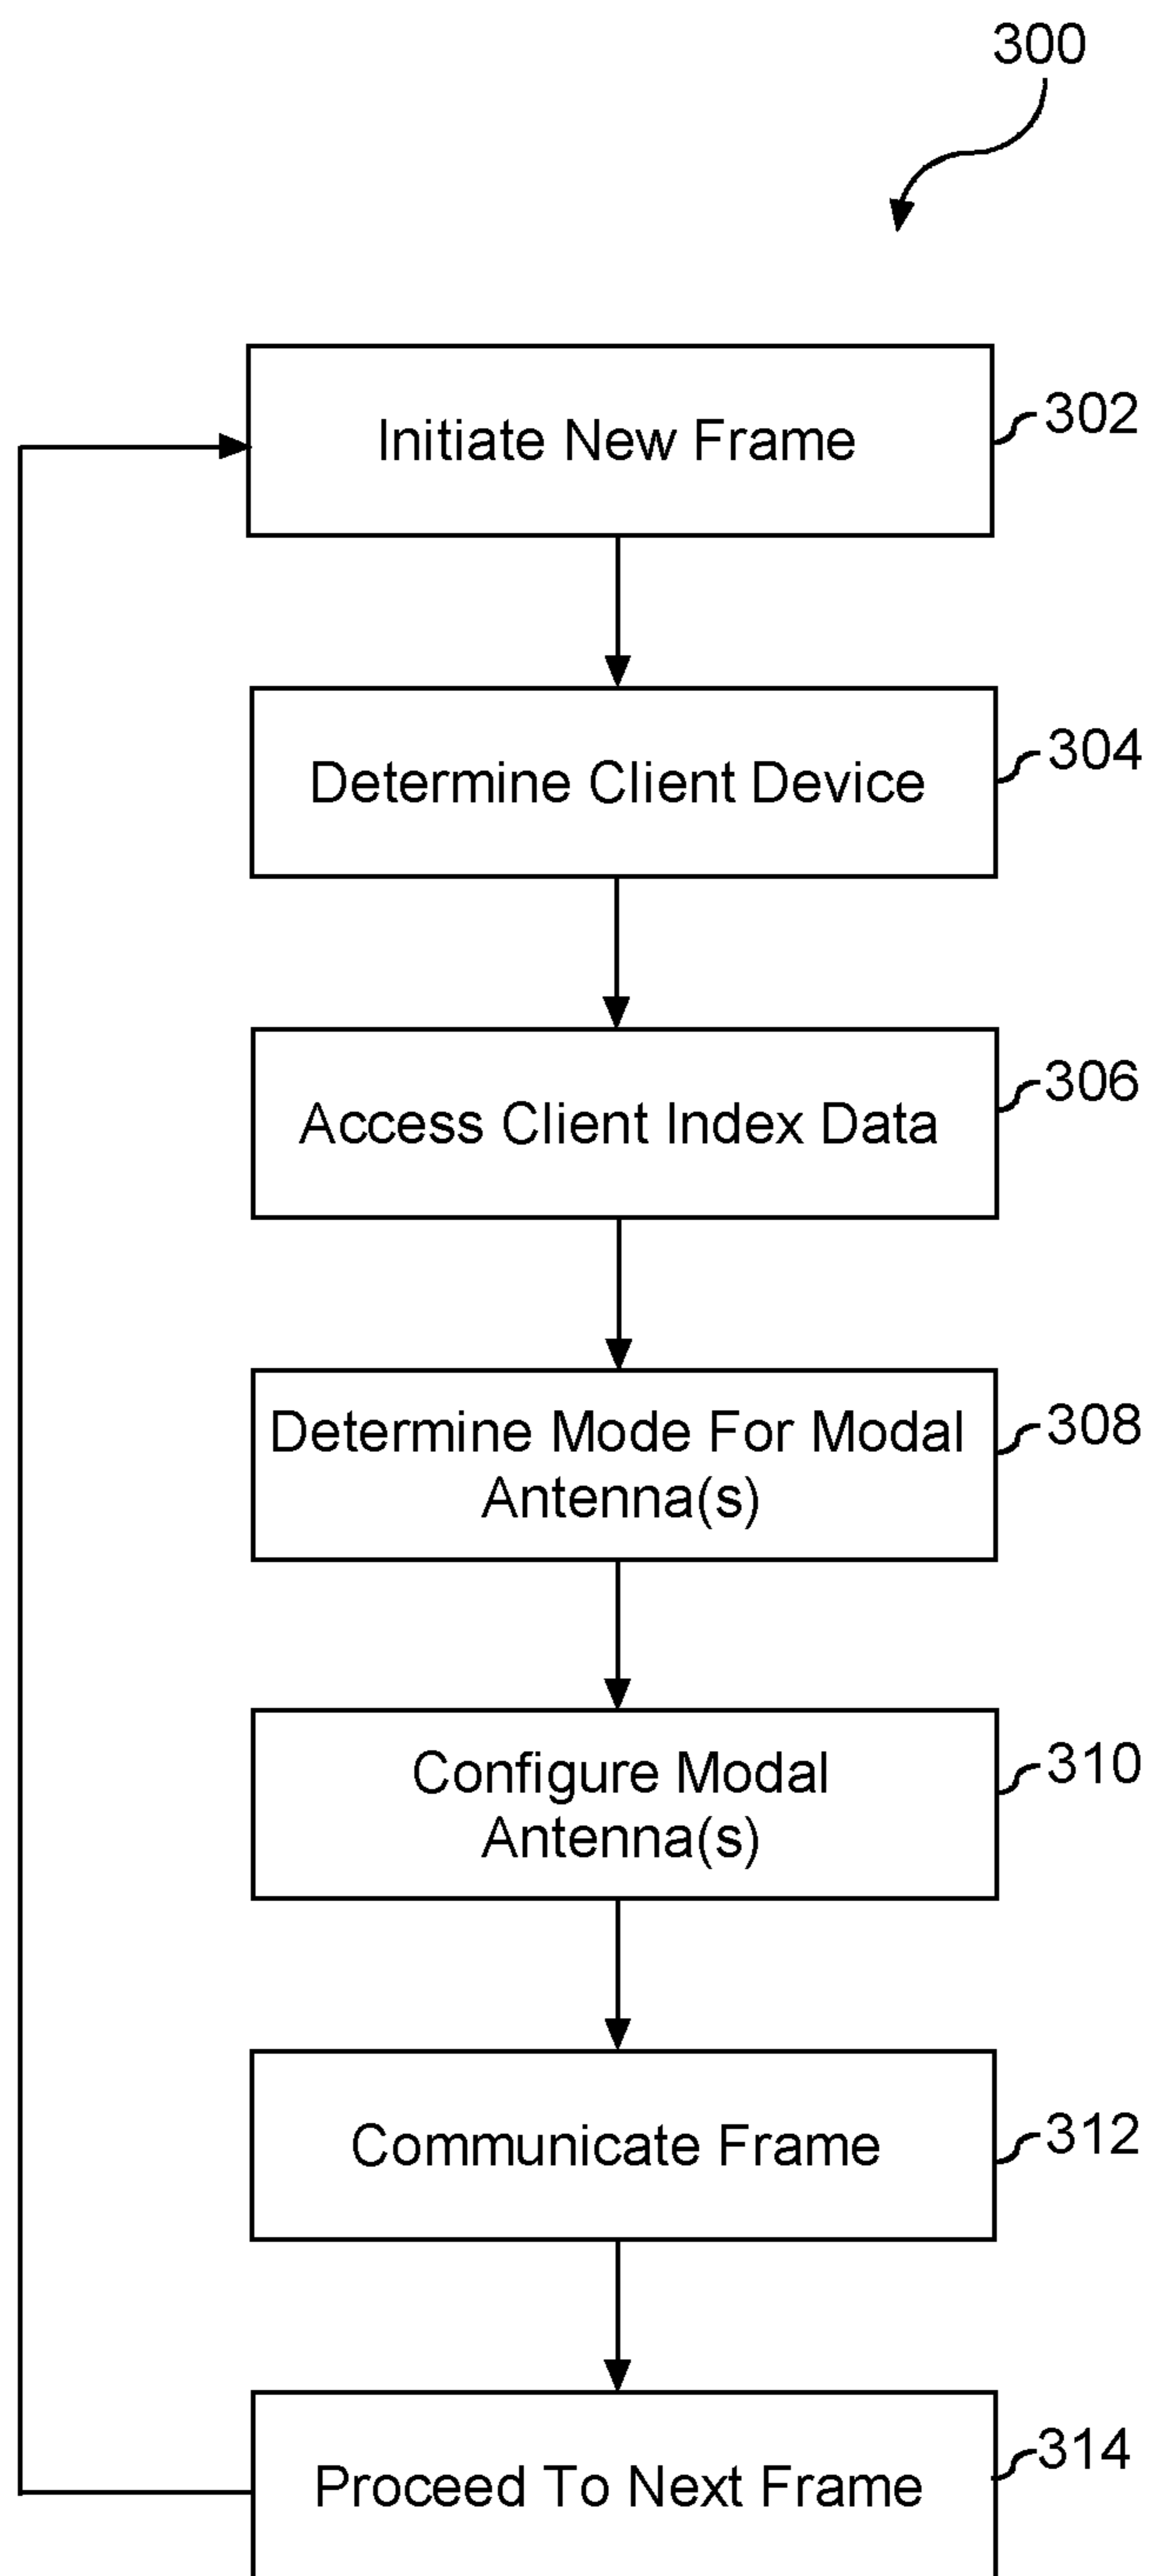 300
Initiate New Frame
302
Determine Client Device
304
Access Client Index Data
306
Determine Mode For Modal
Antenna(s)
308
Configure Modal
Antenna(s)
310
Communicate Frame
312
Proceed To Next Frame
314